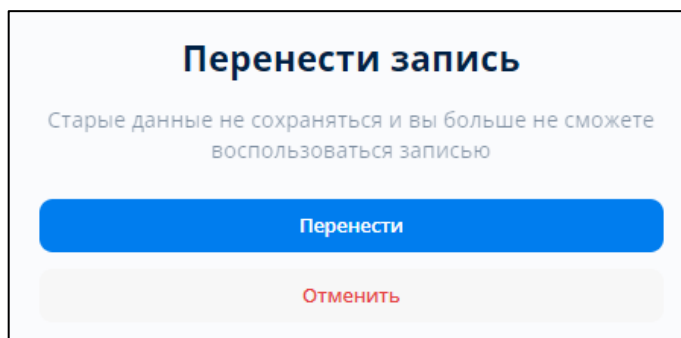 Перенести запись
Старые данные не сохраняться и вы больше не сможете
воспользоваться записью
Перенести
Отменить